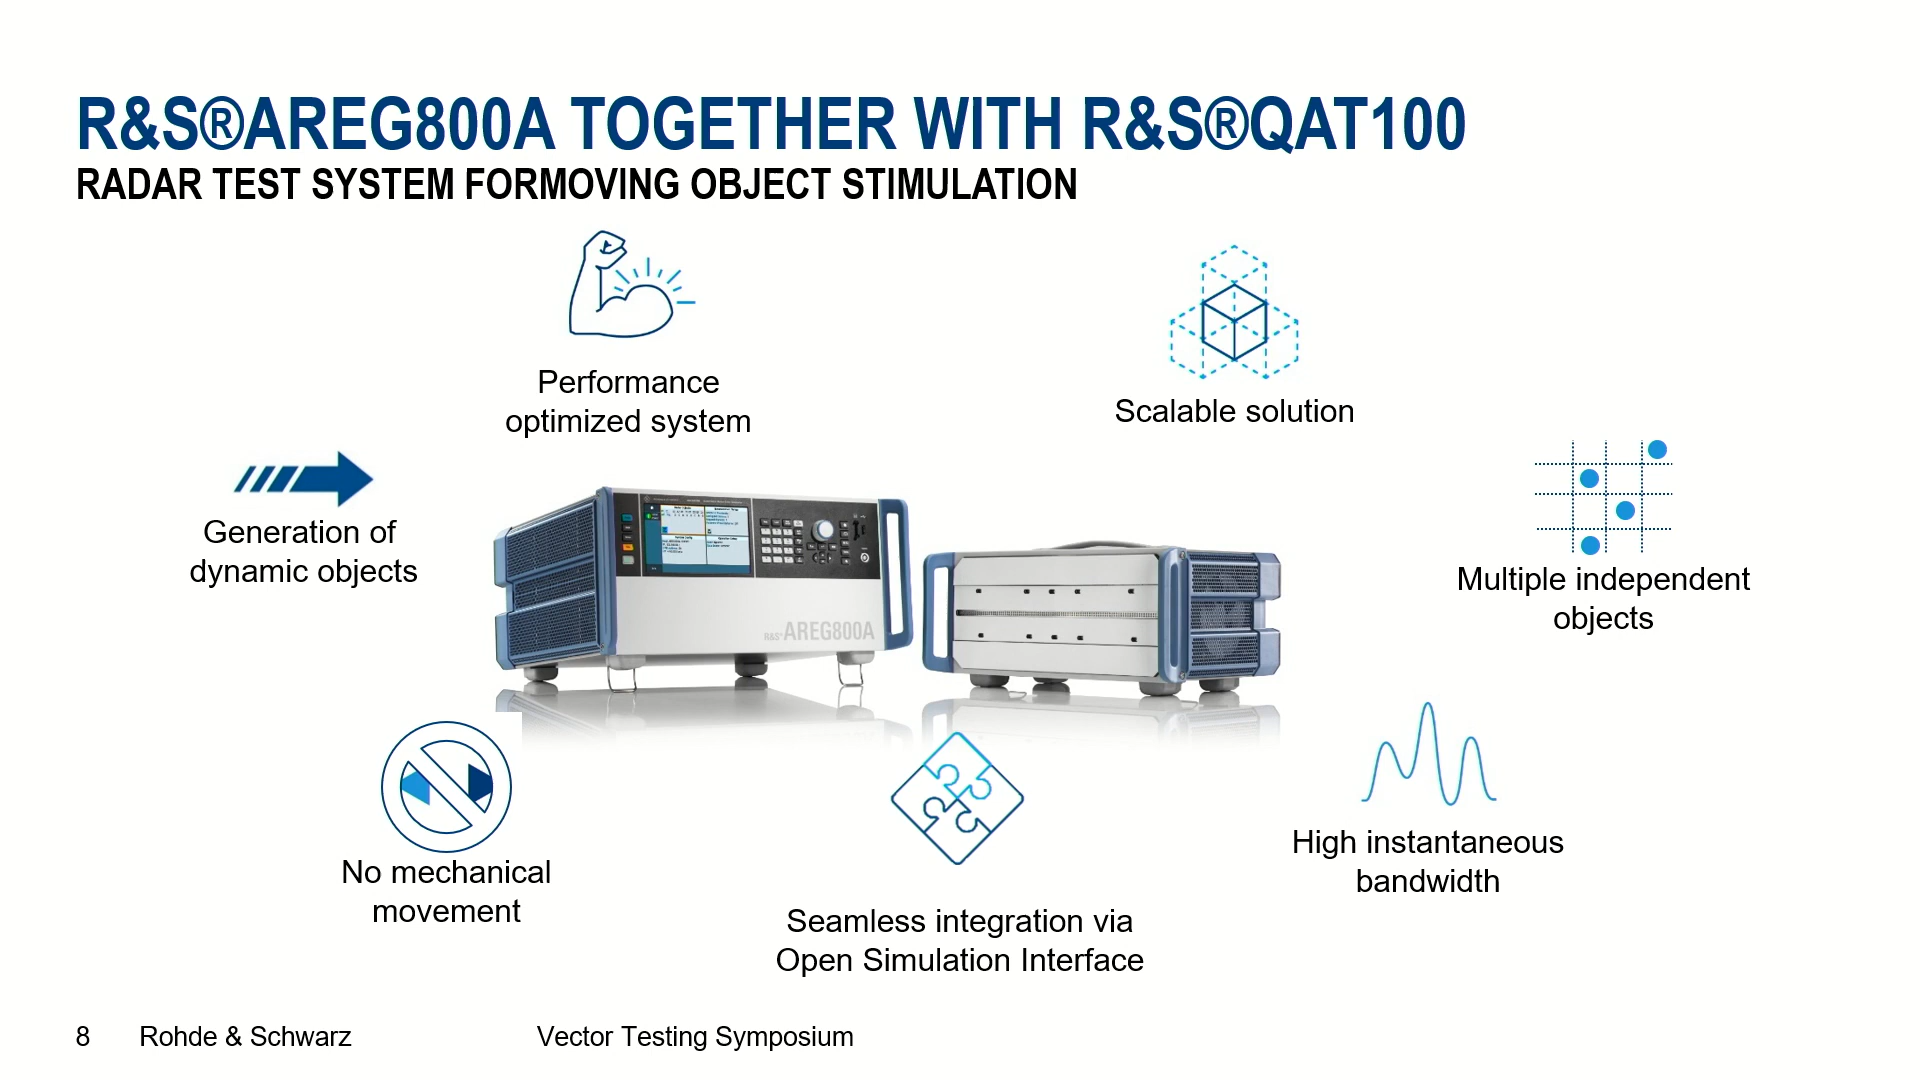 R&S®AREG800A TOGETHER WITH R&S®QAT100
RADAR TEST SYSTEM FORMOVING OBJECT STIMULATION
Performance
optimized system
Scalable solution
Generation of
dynamic objects
Multiple independent
objects
R&S®AREG800A
No mechanical
movement
High instantaneous
bandwidth
Seamless integration via
Open Simulation Interface
8 Rohde & Schwarz Vector Testing Symposium